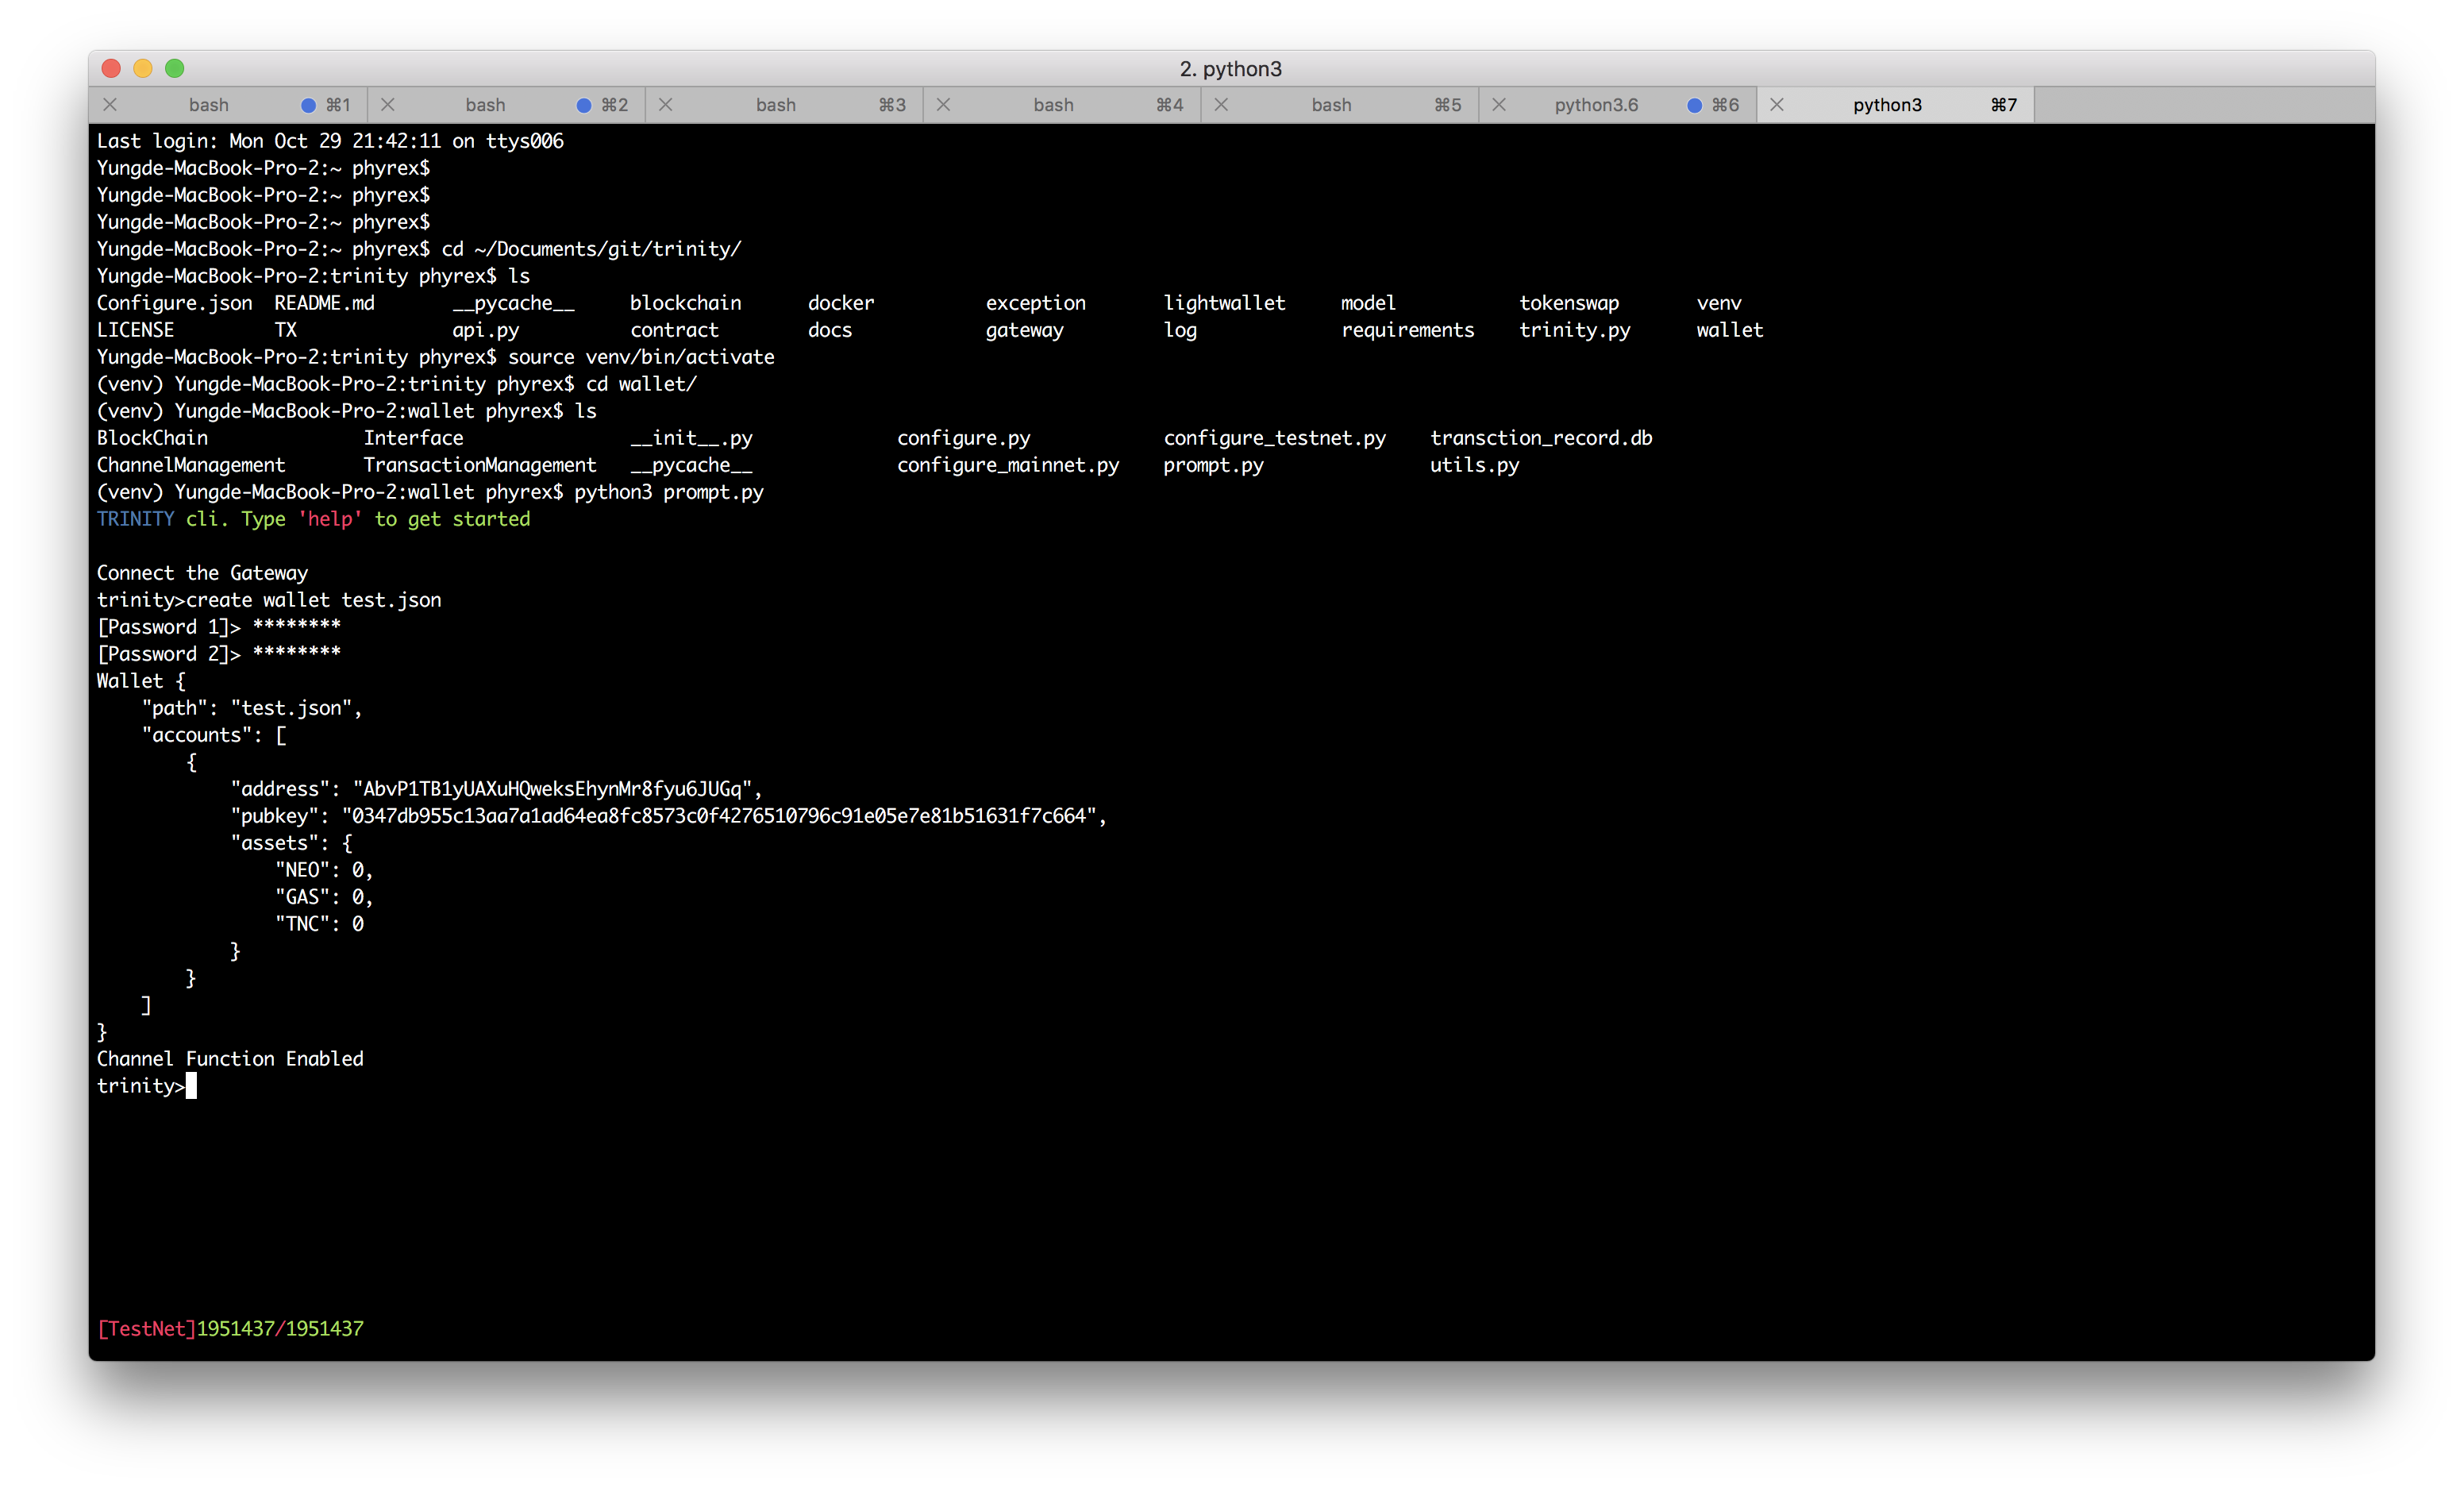 2. python3
bash ⌘1 bash ⌘2 bash ⌘3 bash ⌘4 bash ⌘5 python3.6 ⌘6 python3 ⌘7
Last login: Mon Oct 29 21:42:11 on ttys006
Yungde-MacBook-Pro-2:~ phyrex$
Yungde-MacBook-Pro-2:~ phyrex$
Yungde-MacBook-Pro-2:~ phyrex$
Yungde-MacBook-Pro-2:~ phyrex$ cd ~/Documents/git/trinity/
Yungde-MacBook-Pro-2:trinity phyrex$ ls
Configure.json README.md __pycache__ blockchain docker exception lightwallet model tokenswap venv
LICENSE TX api.py contract docs gateway log requirements trinity.py wallet
Yungde-MacBook-Pro-2:trinity phyrex$ source venv/bin/activate
(venv) Yungde-MacBook-Pro-2:trinity phyrex$ cd wallet/
(venv) Yungde-MacBook-Pro-2:wallet phyrex$ ls
BlockChain Interface __init__.py configure.py configure_testnet.py transction_record.db
ChannelManagement TransactionManagement __pycache__ configure_mainnet.py prompt.py utils.py
(venv) Yungde-MacBook-Pro-2:wallet phyrex$ python3 prompt.py
TRINITY cli. Type 'help' to get started
Connect the Gateway
trinity>create wallet test.json
[Password 1]> ********
[Password 2]> ********
Wallet {
"path": "test.json",
"accounts": [
{
"address": "AbvP1TB1yUAXuHQweksEhynMr8fyu6JUGq",
"pubkey": "0347db955c13aa7a1ad64ea8fc8573c0f4276510796c91e05e7e81b51631f7c664",
"assets": {
"NEO": 0,
"GAS": 0,
"TNC": 0
}
}
]
}
Channel Function Enabled
trinity>
[TestNet]1951437/1951437